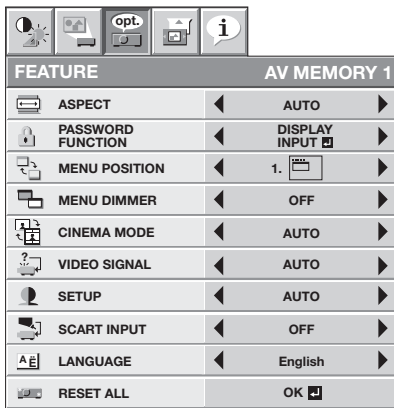 opt.
i
FEATURE AV MEMORY 1
ASPECT AUTO
PASSWORD FUNCTION DISPLAY INPUT
MENU POSITION 1.
MENU DIMMER OFF
CINEMA MODE AUTO
VIDEO SIGNAL AUTO
SETUP AUTO
SCART INPUT OFF
A E LANGUAGE English
RESET ALL OK